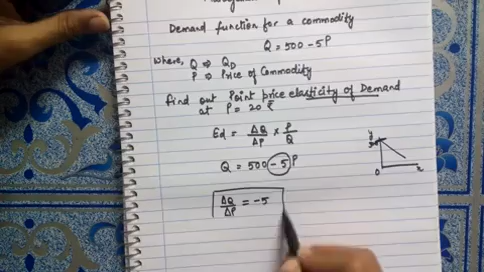 Demand function for a commodity
Q = 500 - 5P
Where, Q ⇒ QD
P ⇒ Price of Commodity
Find out Point price elasticity of Demand
at P = 20 ₹
Ed = ΔQ/ΔP × P/Q
Q = 500 - 5P
ΔQ/ΔP = -5
y
0
x